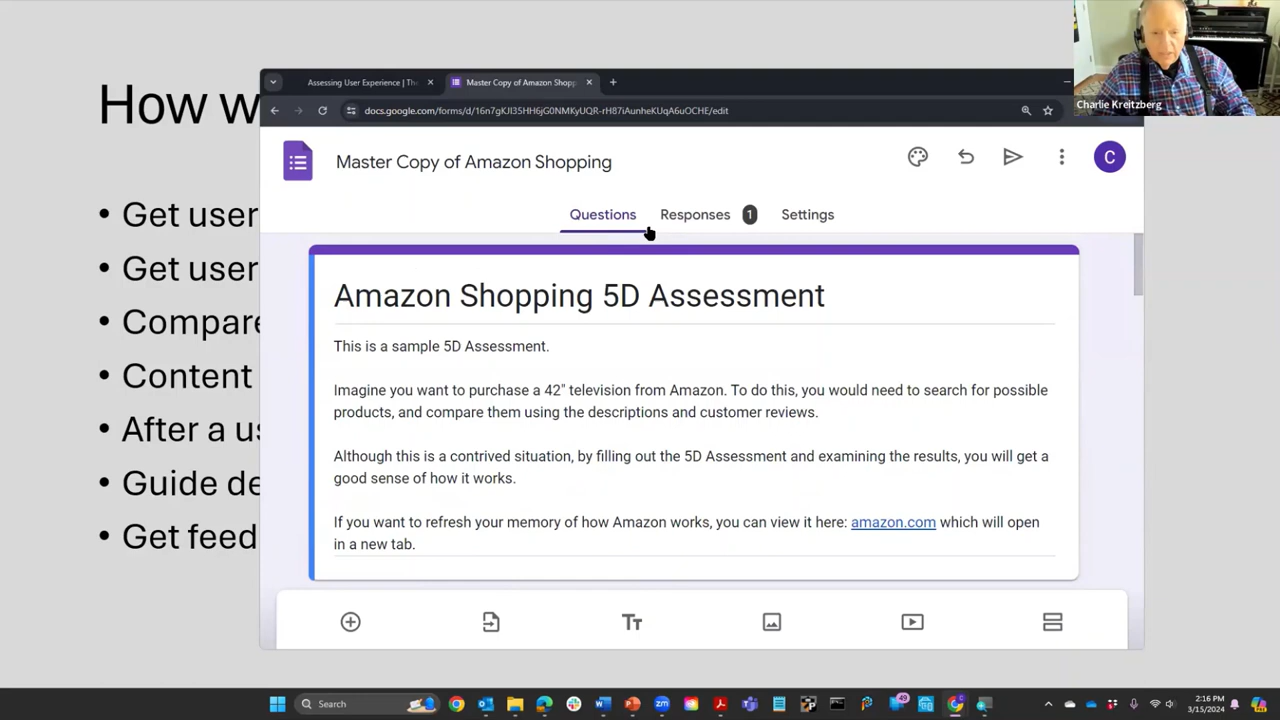 How w
Get user
Get user
Compare
Content
After a us
Guide de
Get feed
Assessing User Experience | The
Master Copy of Amazon Shopp
docs.google.com/forms/d/16n7gKJl35HH6jG0NMKyUQR-rH87iAunheKUqA6uOCHE/edit
Charlie Kreitzberg
Master Copy of Amazon Shopping
C
Questions
Responses
1
Settings
Amazon Shopping 5D Assessment
This is a sample 5D Assessment.
Imagine you want to purchase a 42" television from Amazon. To do this, you would need to search for possible
products, and compare them using the descriptions and customer reviews.
Although this is a contrived situation, by filling out the 5D Assessment and examining the results, you will get a
good sense of how it works.
If you want to refresh your memory of how Amazon works, you can view it here: amazon.com which will open
in a new tab.
Tt
Search
49
2:16 PM
3/15/2024